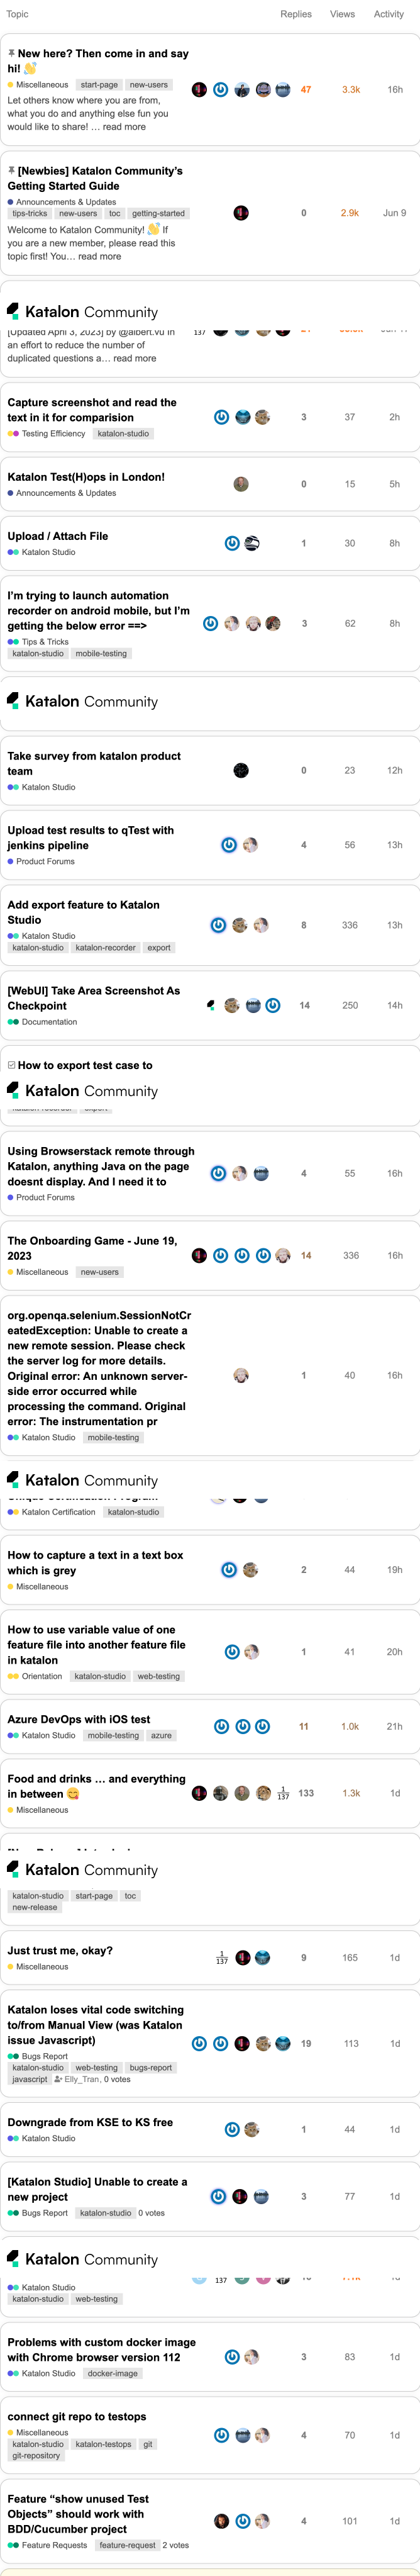 Topic Replies Views Activity
New here? Then come in and say
hi! 👋
Miscellaneous start-page new-users
47 3.3k 16h
Let others know where you are from,
what you do and anything else fun you
would like to share! … read more
[Newbies] Katalon Community’s
Getting Started Guide
Announcements & Updates
tips-tricks new-users toc getting-started
0 2.9k Jun 9
Welcome to Katalon Community! 👋 If
you are a new member, please read this
topic first! You… read more
Katalon Community
[Updated April 3, 2023] by @albert.vu In
137
an effort to reduce the number of
duplicated questions a… read more
Capture screenshot and read the
text in it for comparision
3 37 2h
Testing Efficiency katalon-studio
Katalon Test(H)ops in London!
0 15 5h
Announcements & Updates
Upload / Attach File
1 30 8h
Katalon Studio
I’m trying to launch automation
recorder on android mobile, but I’m
getting the below error ==>
3 62 8h
Tips & Tricks
katalon-studio mobile-testing
Katalon Community
Take survey from katalon product
team
0 23 12h
Katalon Studio
Upload test results to qTest with
jenkins pipeline
4 56 13h
Product Forums
Add export feature to Katalon
Studio
8 336 13h
Katalon Studio
katalon-studio katalon-recorder export
[WebUI] Take Area Screenshot As
Checkpoint
14 250 14h
Documentation
How to export test case to
Katalon Community
Using Browserstack remote through
Katalon, anything Java on the page
doesnt display. And I need it to
4 55 16h
Product Forums
The Onboarding Game - June 19,
2023
14 336 16h
Miscellaneous new-users
org.openqa.selenium.SessionNotCr
eatedException: Unable to create a
new remote session. Please check
the server log for more details.
Original error: An unknown server-
side error occurred while
processing the command. Original
error: The instrumentation pr
1 40 16h
Katalon Studio mobile-testing
Katalon Community
Katalon Certification katalon-studio
How to capture a text in a text box
which is grey
2 44 19h
Miscellaneous
How to use variable value of one
feature file into another feature file
in katalon
1 41 20h
Orientation katalon-studio web-testing
Azure DevOps with iOS test
11 1.0k 21h
Katalon Studio mobile-testing azure
Food and drinks … and everything
in between 😋
1
137
133 1.3k 1d
Miscellaneous
Katalon Community
katalon-studio start-page toc
new-release
Just trust me, okay?
1
137
9 165 1d
Miscellaneous
Katalon loses vital code switching
to/from Manual View (was Katalon
issue Javascript)
19 113 1d
Bugs Report
katalon-studio web-testing bugs-report
javascript Elly_Tran, 0 votes
Downgrade from KSE to KS free
1 44 1d
Katalon Studio
[Katalon Studio] Unable to create a
new project
3 77 1d
Bugs Report katalon-studio 0 votes
Katalon Community
137
Katalon Studio
katalon-studio web-testing
Problems with custom docker image
with Chrome browser version 112
3 83 1d
Katalon Studio docker-image
connect git repo to testops
Miscellaneous
4 70 1d
katalon-studio katalon-testops git
git-repository
Feature “show unused Test
Objects” should work with
BDD/Cucumber project
4 101 1d
Feature Requests feature-request 2 votes